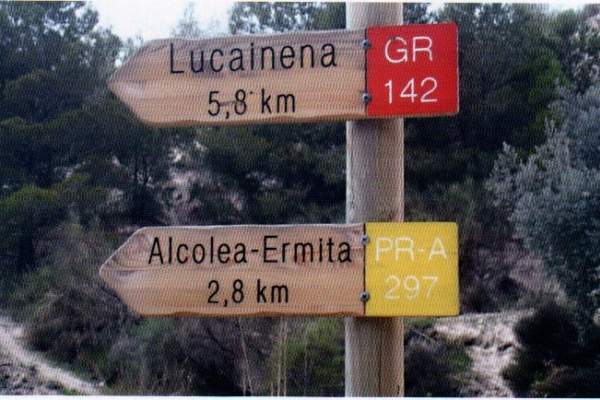 Lucainena
5,8 km
GR
142
Alcolea-Ermita
2,8 km
PR-A
297